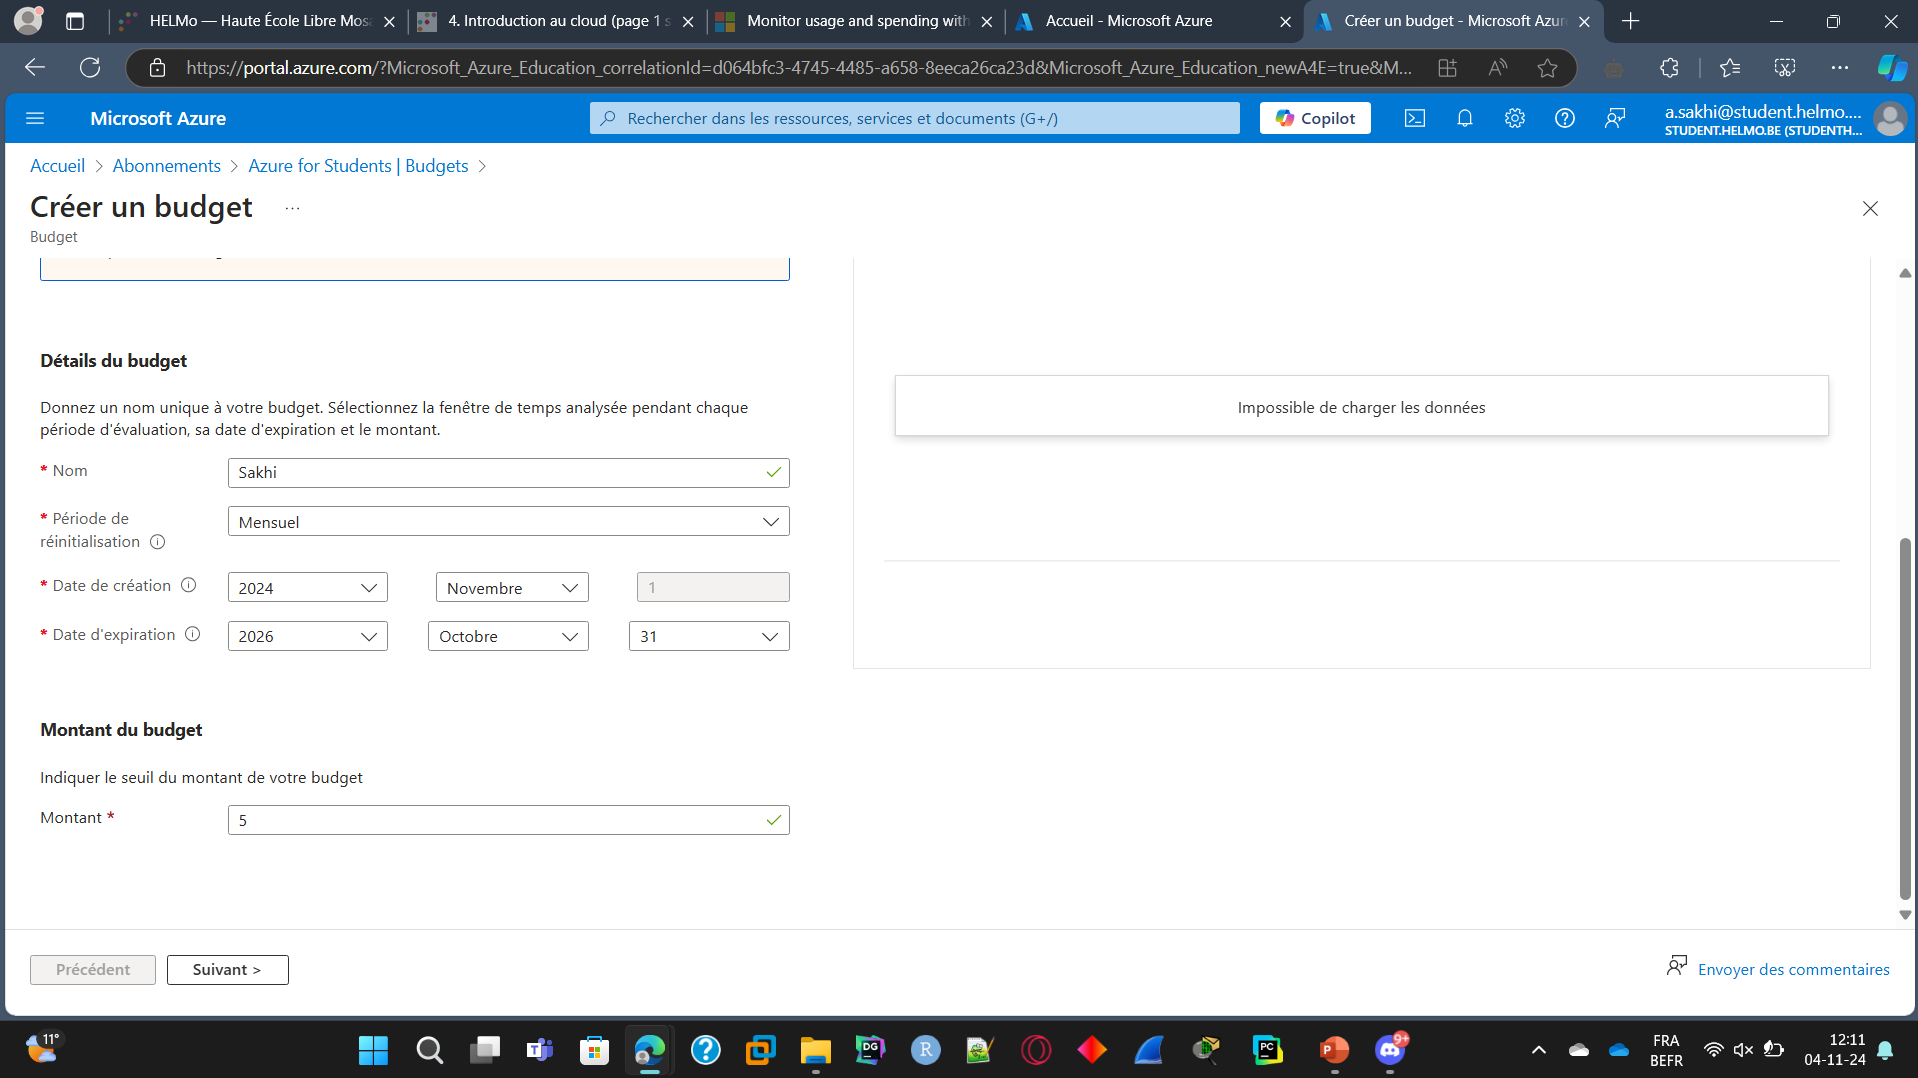 HELMo — Haute École Libre Mosa
4. Introduction au cloud (page 1 s
Monitor usage and spending with
Accueil - Microsoft Azure
Créer un budget - Microsoft Azur
https://portal.azure.com/?Microsoft_Azure_Education_correlationId=d064bfc3-4745-4485-a658-8eeca26ca23d&Microsoft_Azure_Education_newA4E=true&M...
Microsoft Azure
Rechercher dans les ressources, services et documents (G+/)
Copilot
a.sakhi@student.helmo....
STUDENT.HELMO.BE (STUDENTH...
Accueil > Abonnements > Azure for Students | Budgets >
Créer un budget ...
Budget
Détails du budget
Donnez un nom unique à votre budget. Sélectionnez la fenêtre de temps analysée pendant chaque
période d'évaluation, sa date d'expiration et le montant.
* Nom
Sakhi
* Période de
réinitialisation
Mensuel
* Date de création
2024
Novembre
1
* Date d'expiration
2026
Octobre
31
Impossible de charger les données
Montant du budget
Indiquer le seuil du montant de votre budget
Montant *
5
Précédent
Suivant >
Envoyer des commentaires
11°
DG
R
PC
P
9+
FRA
BEFR
12:11
04-11-24